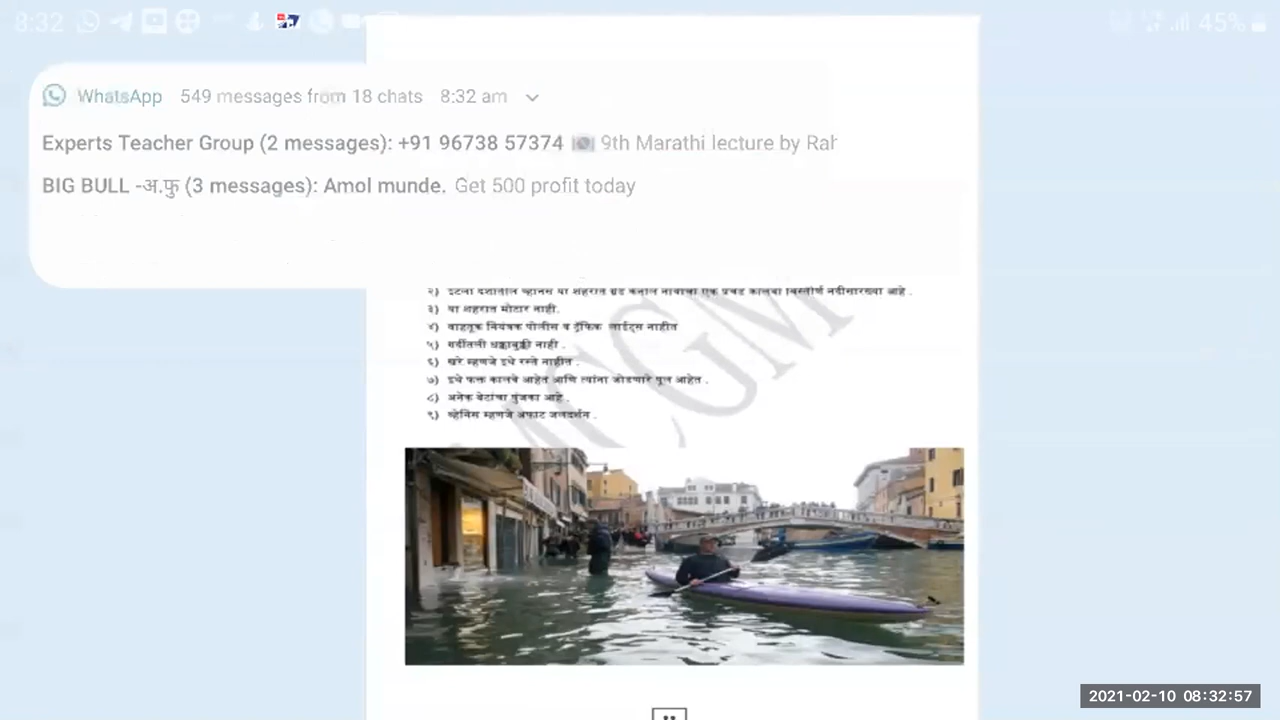 8:32
45%
WhatsApp 549 messages from 18 chats 8:32 am
Experts Teacher Group (2 messages): +91 96738 57374 📷 9th Marathi lecture by Rah
BIG BULL -अ.फु (3 messages): Amol munde. Get 500 profit today
२) इटली देशातील व्हेनिस या शहरात ग्रँड कॅनॉल नावाचा एक प्रचंड कालवा विस्तीर्ण नदीसारखा आहे .
३) या शहरात मोटार नाही.
४) वाहतूक नियंत्रक पोलीस व ट्रॅफिक लाईट्स नाहीत
५) गर्दीतली धक्काबुक्की नाही .
६) खरे म्हणजे इथे रस्ते नाहीत .
७) इथे फक्त कालवे आहेत आणि त्यांना जोडणारे पूल आहेत .
८) अनेक बेटांचा पुंजका आहे .
९) व्हेनिस म्हणजे अफाट जलदर्शन .
MCGM
११
2021-02-10 08:32:57